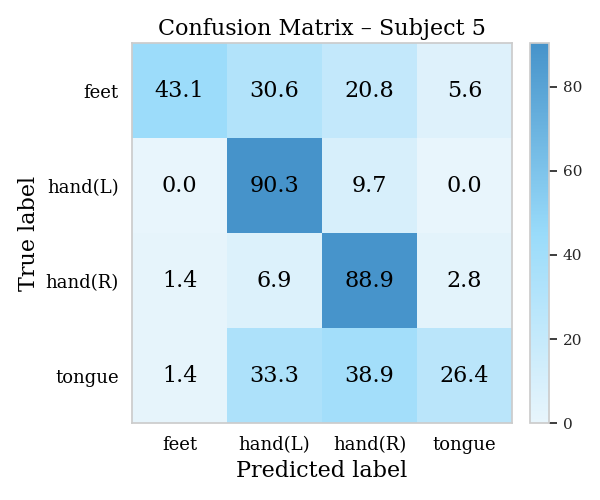 Confusion Matrix – Subject 5
feet 43.1 30.6 20.8 5.6
hand(L) 0.0 90.3 9.7 0.0
hand(R) 1.4 6.9 88.9 2.8
tongue 1.4 33.3 38.9 26.4
feet hand(L) hand(R) tongue
Predicted label
True label
80
60
40
20
0